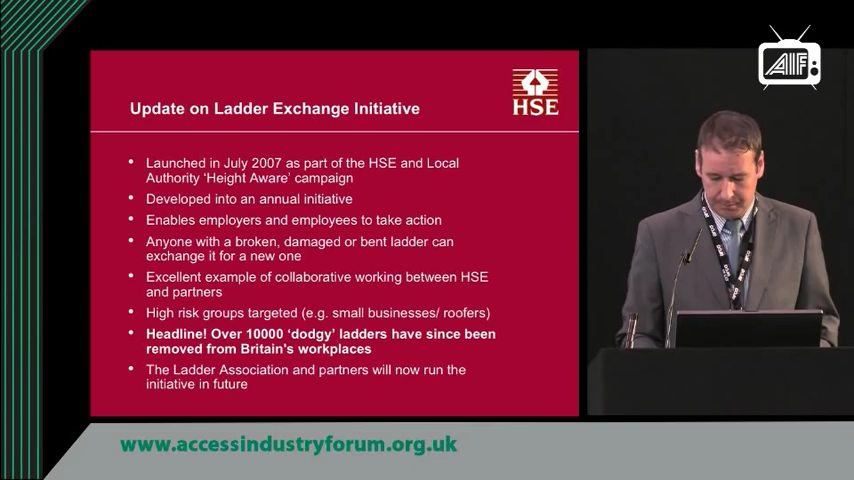 AIF
HSE
Update on Ladder Exchange Initiative
• Launched in July 2007 as part of the HSE and Local
Authority ‘Height Aware’ campaign
• Developed into an annual initiative
• Enables employers and employees to take action
• Anyone with a broken, damaged or bent ladder can
exchange it for a new one
• Excellent example of collaborative working between HSE
and partners
• High risk groups targeted (e.g. small businesses/ roofers)
• Headline! Over 10000 ‘dodgy’ ladders have since been
removed from Britain's workplaces
• The Ladder Association and partners will now run the
initiative in future
www.accessindustryforum.org.uk